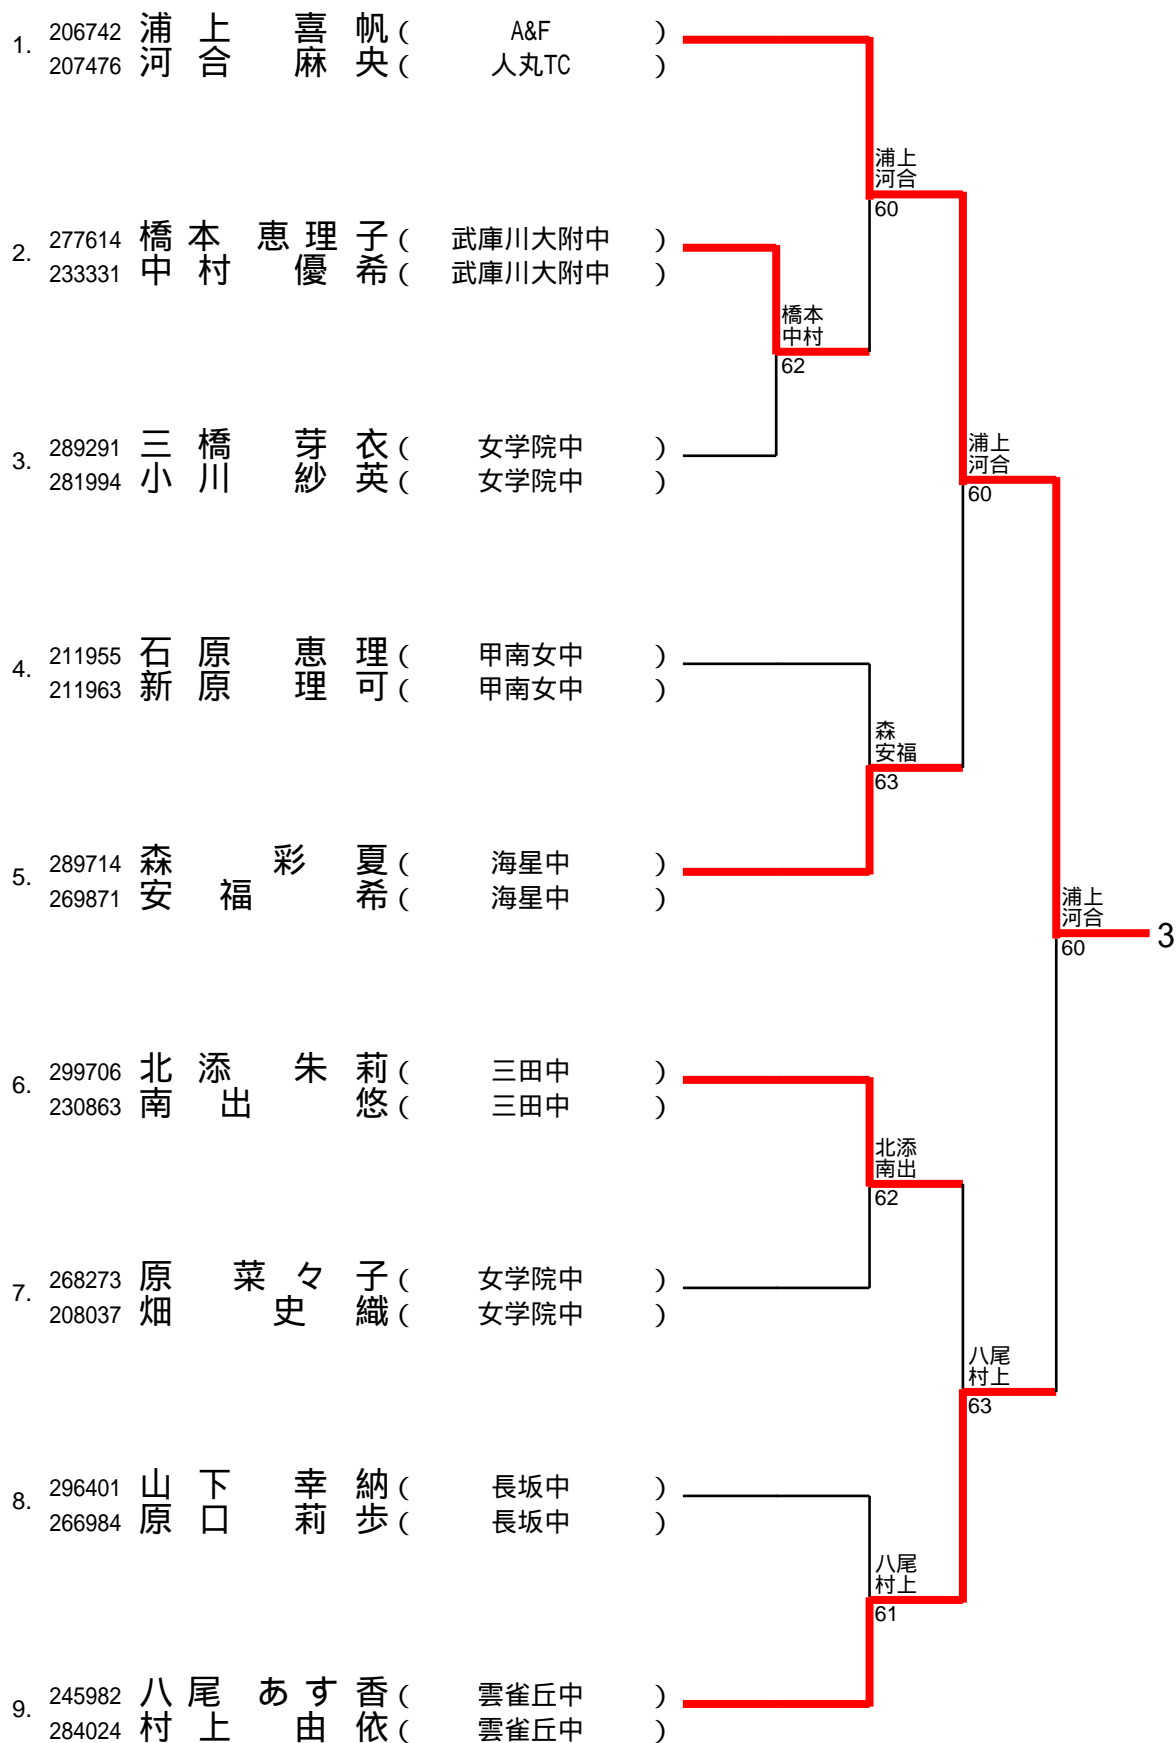 1. 206742 浦上 喜帆 ( A&F )
207476 河合 麻央 ( 人丸TC )
浦上
河合
60
2. 277614 橋本 恵理子 ( 武庫川大附中 )
233331 中村 優希 ( 武庫川大附中 )
橋本
中村
62
3. 289291 三橋 芽衣 ( 女学院中 )
281994 小川 紗英 ( 女学院中 )
浦上
河合
60
4. 211955 石原 恵理 ( 甲南女中 )
211963 新原 理可 ( 甲南女中 )
森
安福
63
5. 289714 森 彩夏 ( 海星中 )
269871 安福 希 ( 海星中 )
浦上
河合
60
3
6. 299706 北添 朱莉 ( 三田中 )
230863 南出 悠 ( 三田中 )
北添
南出
62
7. 268273 原 菜々子 ( 女学院中 )
208037 畑 史織 ( 女学院中 )
八尾
村上
63
8. 296401 山下 幸納 ( 長坂中 )
266984 原口 莉歩 ( 長坂中 )
八尾
村上
61
9. 245982 八尾 あす香 ( 雲雀丘中 )
284024 村上 由依 ( 雲雀丘中 )